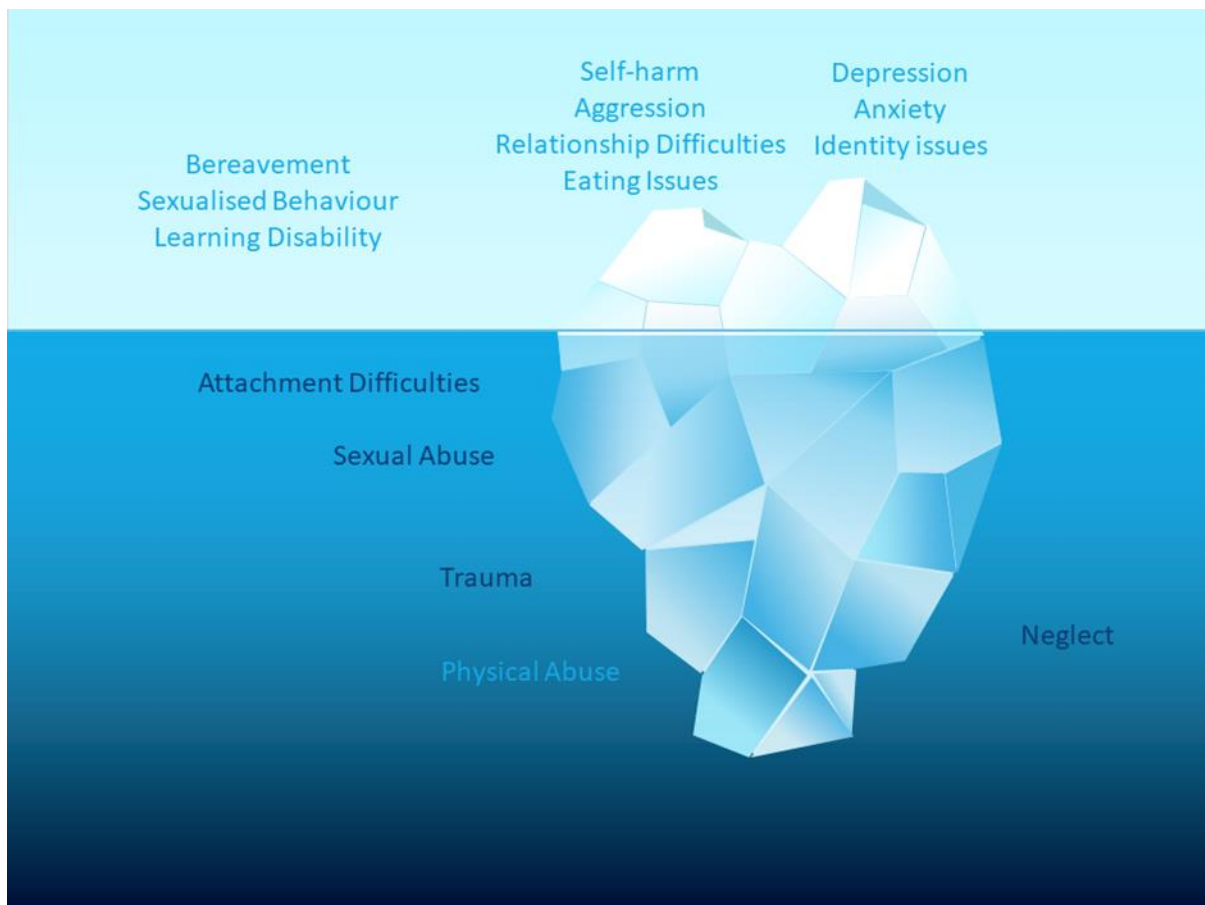 Self-harm
Aggression
Relationship Difficulties
Eating Issues
Depression
Anxiety
Identity issues
Bereavement
Sexualised Behaviour
Learning Disability
Attachment Difficulties
Sexual Abuse
Trauma
Neglect
Physical Abuse